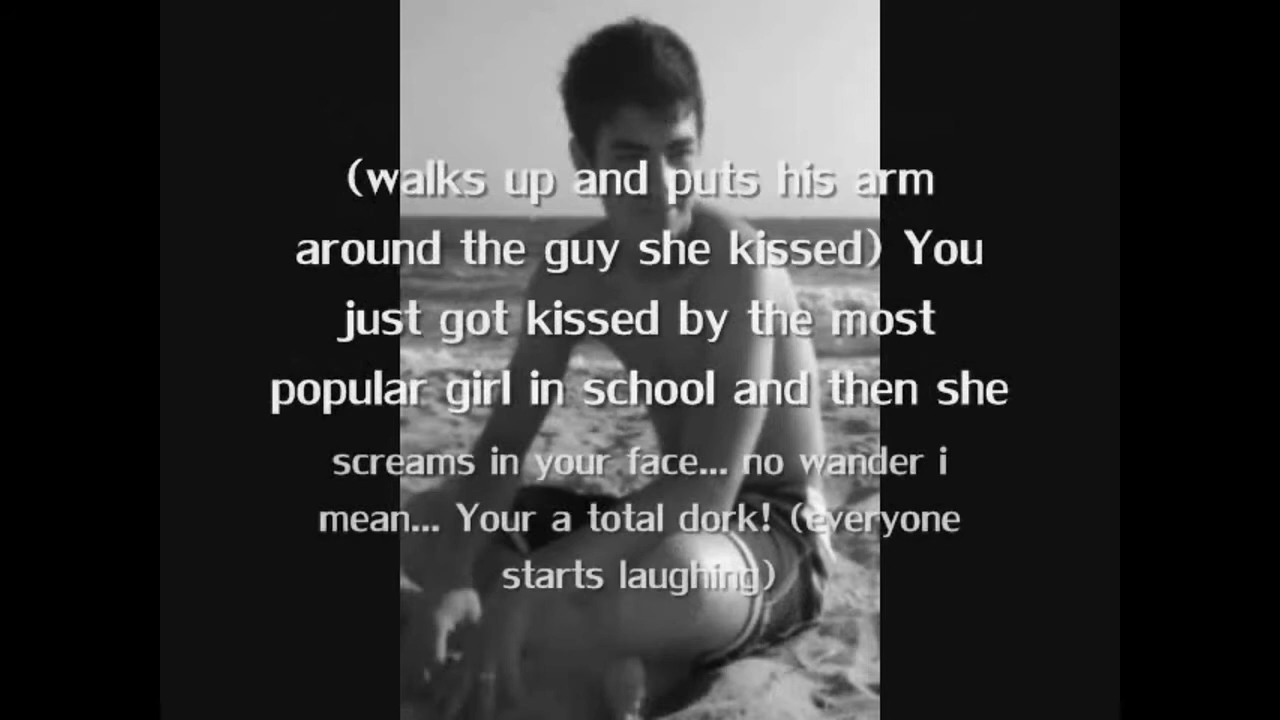 (walks up and puts his arm
around the guy she kissed) You
just got kissed by the most
popular girl in school and then she
screams in your face... no wander i
mean... Your a total dork! (everyone
starts laughing)